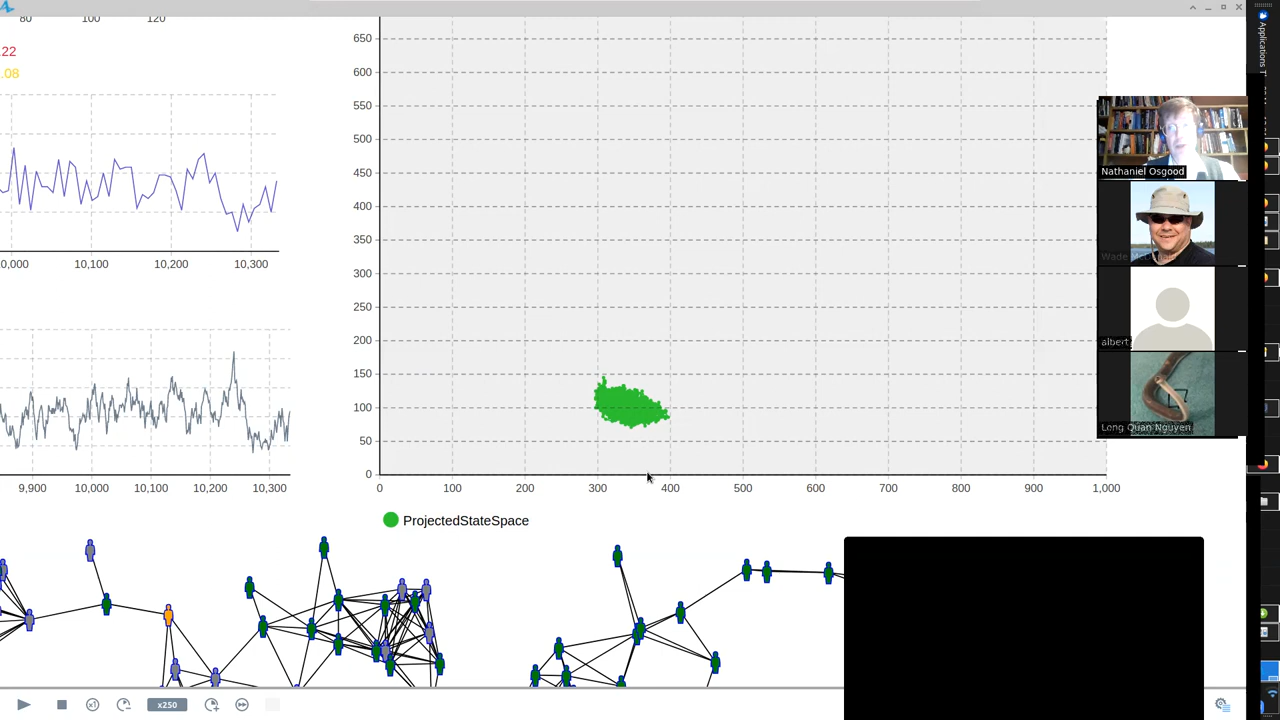 80 100 120
.22
.08
0,000 10,100 10,200 10,300
9,900 10,000 10,100 10,200 10,300
650
600
550
500
450
400
350
300
250
200
150
100
50
0
0 100 200 300 400 500 600 700 800 900 1,000
ProjectedStateSpace
Applications
Nathaniel Osgood
albert
Long Quan Nguyen
x1
x250